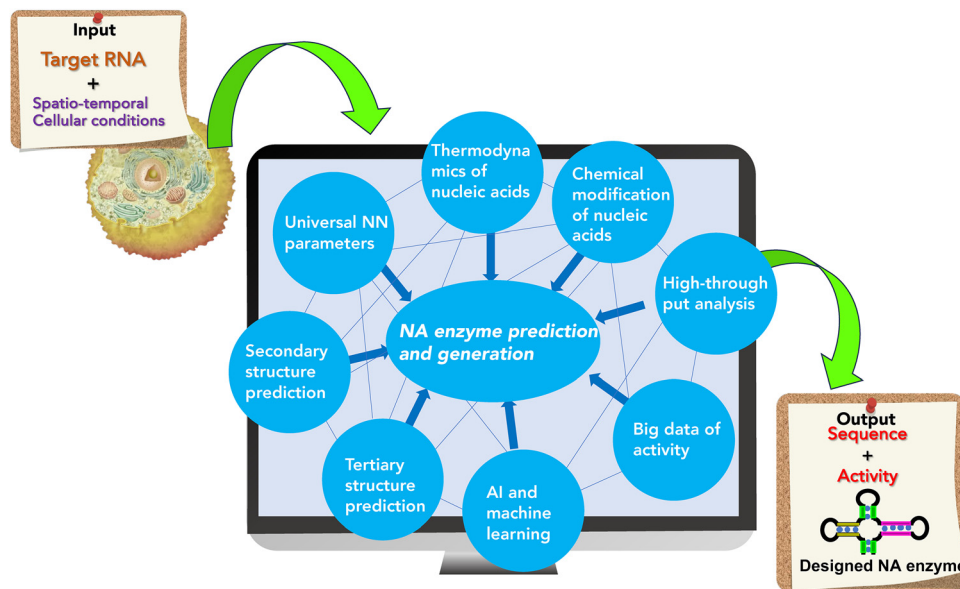 Input
Target RNA
+
Spatio-temporal
Cellular conditions
Thermodyna
mics of
nucleic acids
Chemical
modification
of nucleic
acids
Universal NN
parameters
High-through
put analysis
NA enzyme prediction
and generation
Secondary
structure
prediction
Big data of
activity
Tertiary
structure
prediction
AI and
machine
learning
Output
Sequence
+
Activity
Designed NA enzyme